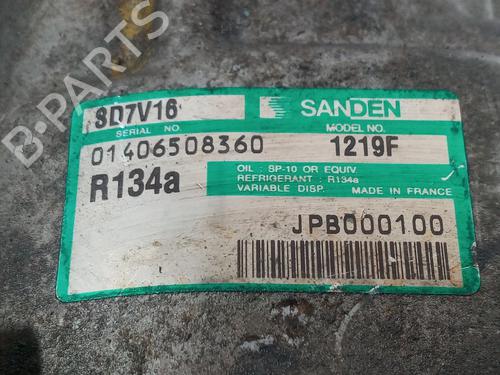 B-PARTS
SD7V16
SANDEN
SERIAL NO.
MODEL NO.
01406508360
1219F
R134a
OIL : SP-10 OR EQUIV.
REFRIGERANT : R134a
VARIABLE DISP. MADE IN FRANCE
JPB000100